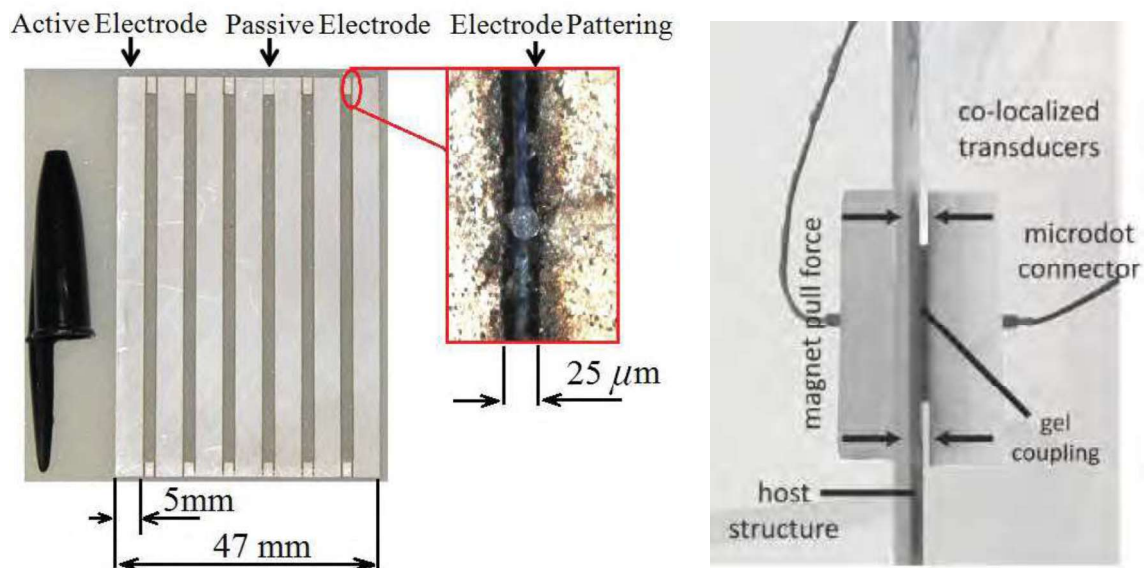 Active Electrode
Passive Electrode
Electrode Pattering
25 μm
5mm
47 mm
co-localized
transducers
microdot
connector
magnet pull force
gel
coupling
host
structure